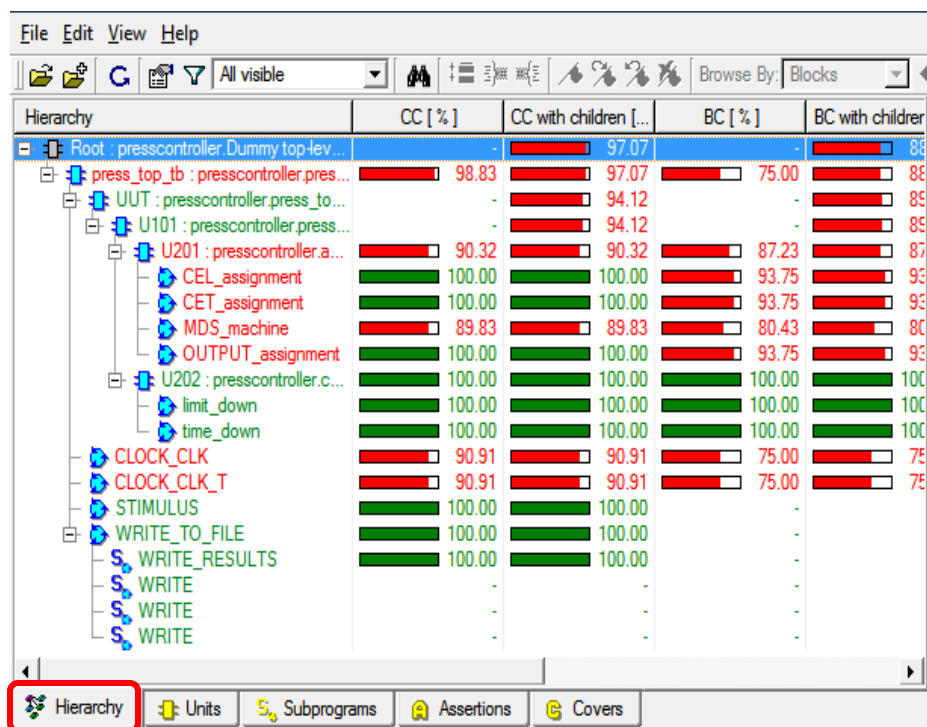 File Edit View Help
All visible Browse By: Blocks
Hierarchy CC [ % ] CC with children [... BC [ % ] BC with childrer
Root : presscontroller.Dummy top-lev... - 97.07 - 88
press_top_tb : presscontroller.pres... 98.83 97.07 75.00 88
UUT : presscontroller.press_to... - 94.12 - 89
U101 : presscontroller.press... - 94.12 - 89
U201 : presscontroller.a... 90.32 90.32 87.23 87
CEL_assignment 100.00 100.00 93.75 93
CET_assignment 100.00 100.00 93.75 93
MDS_machine 89.83 89.83 80.43 80
OUTPUT_assignment 100.00 100.00 93.75 93
U202 : presscontroller.c... 100.00 100.00 100.00 100
limit_down 100.00 100.00 100.00 100
time_down 100.00 100.00 100.00 100
CLOCK_CLK 90.91 90.91 75.00 75
CLOCK_CLK_T 90.91 90.91 75.00 75
STIMULUS 100.00 100.00 -
WRITE_TO_FILE 100.00 100.00 -
WRITE_RESULTS 100.00 100.00 -
WRITE - - -
WRITE - - -
WRITE - - -
Hierarchy Units Subprograms Assertions Covers